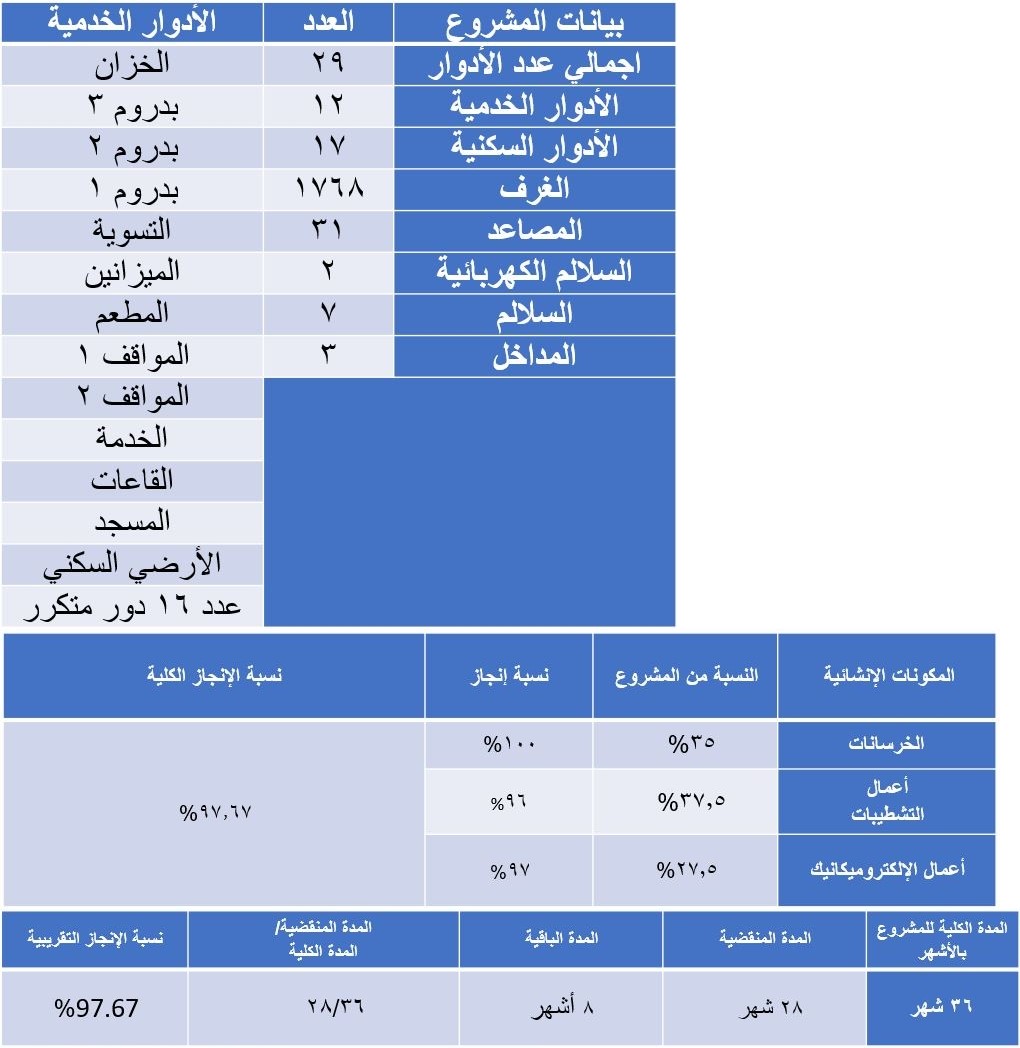 بيانات المشروع العدد الأدوار الخدمية
اجمالي عدد الأدوار ٢٩ الخزان
الأدوار الخدمية ١٢ بدروم ٣
الأدوار السكنية ١٧ بدروم ٢
الغرف ١٧٦٨ بدروم ١
المصاعد ٣١ التسوية
السلالم الكهربائية ٢ الميزانين
السلالم ٧ المطعم
المداخل ٣ المواقف ١
المواقف ٢
الخدمة
القاعات
المسجد
الأرضي السكني
عدد ١٦ دور متكرر
المكونات الإنشائية النسبة من المشروع نسبة إنجاز نسبة الإنجاز الكلية
الخرسانات ٣٥% ١٠٠%
أعمال
التشطيبات ٣٧,٥% ٩٦% ٩٧,٦٧%
أعمال الإلكتروميكانيك ٢٧,٥% ٩٧%
المدة الكلية للمشروع
بالأشهر المدة المنقضية المدة الباقية المدة المنقضية/
المدة الكلية نسبة الإنجاز التقريبية
٣٦ شهر ٢٨ شهر ٨ أشهر ٢٨/٣٦ %97.67